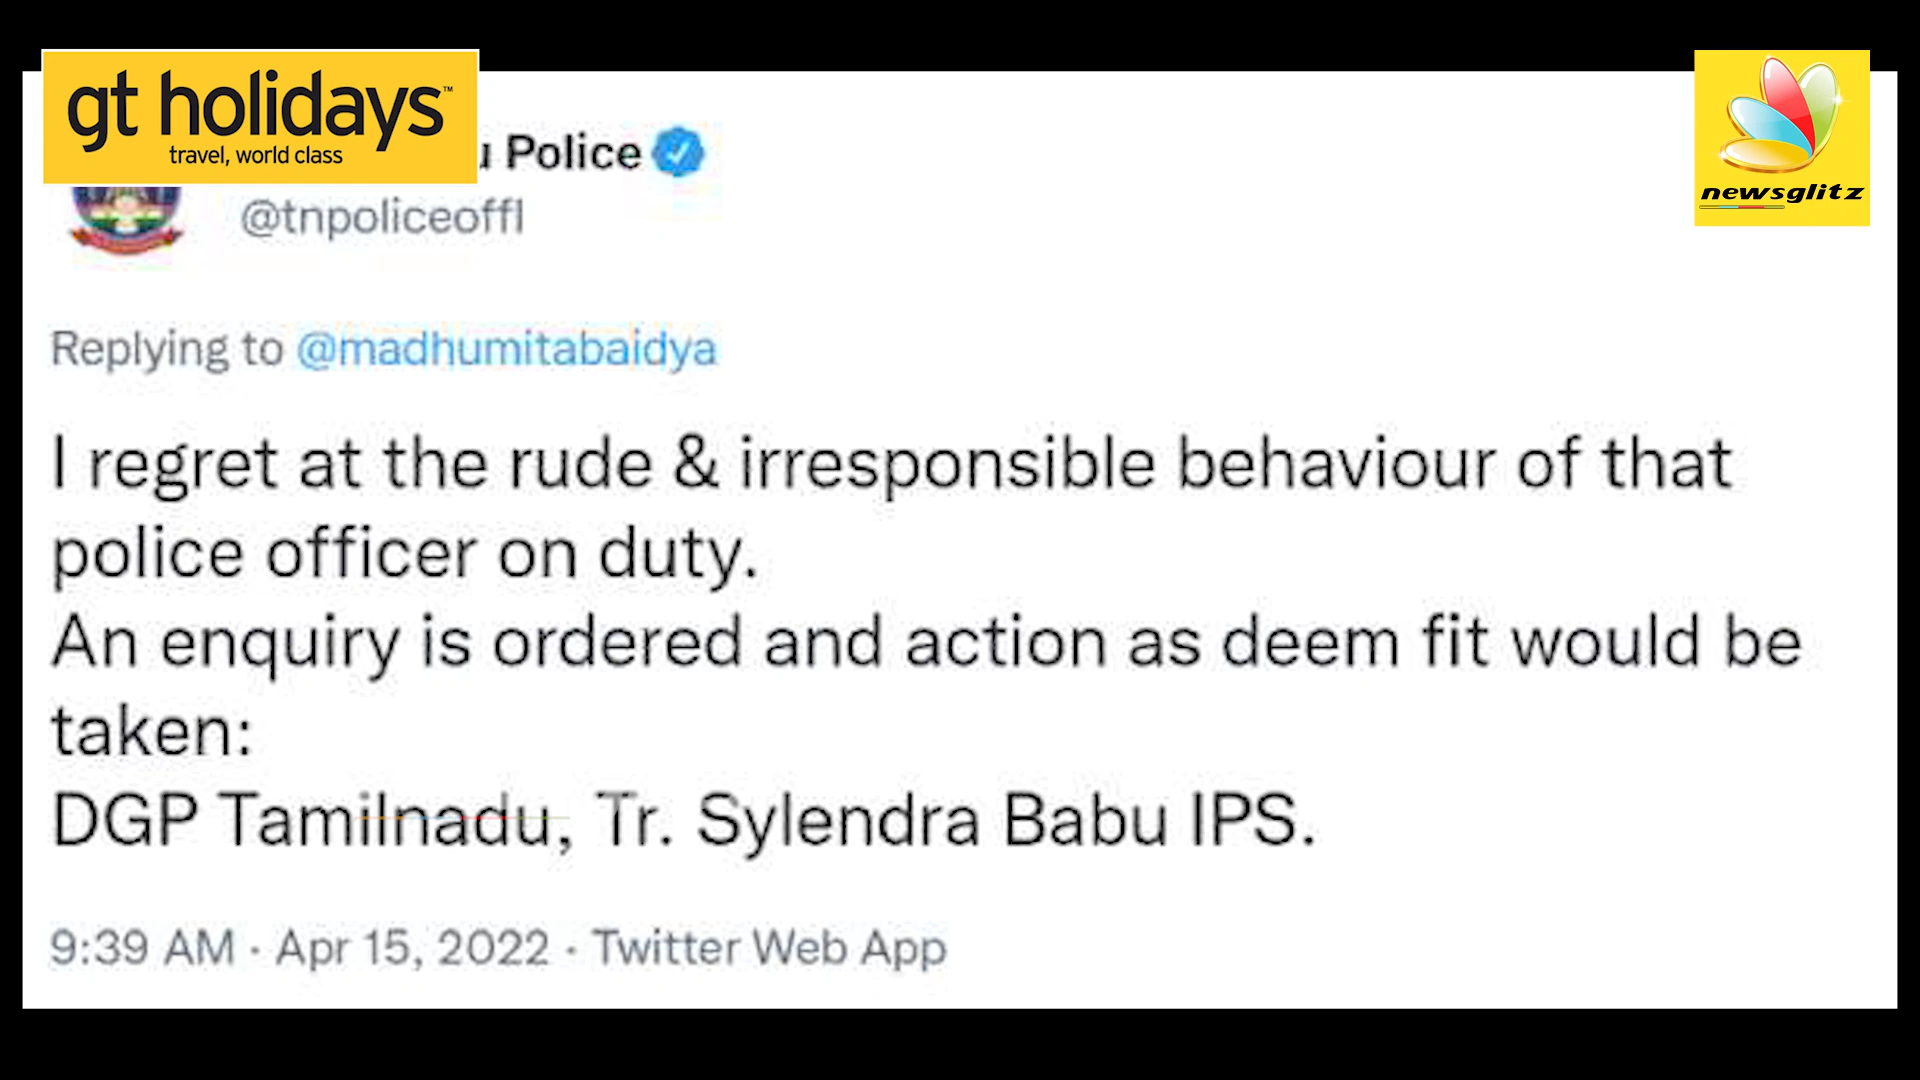 gt holidays™
travel, world class
newsglitz
Police
@tnpoliceoffl
Replying to @madhumitabaidya
I regret at the rude & irresponsible behaviour of that
police officer on duty.
An enquiry is ordered and action as deem fit would be
taken:
DGP Tamilnadu, Tr. Sylendra Babu IPS.
9:39 AM · Apr 15, 2022 · Twitter Web App